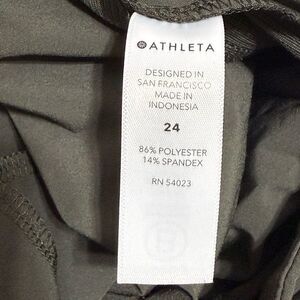 ATHLETA
DESIGNED IN
SAN FRANCISCO
MADE IN
INDONESIA
24
86% POLYESTER
14% SPANDEX
RN 54023